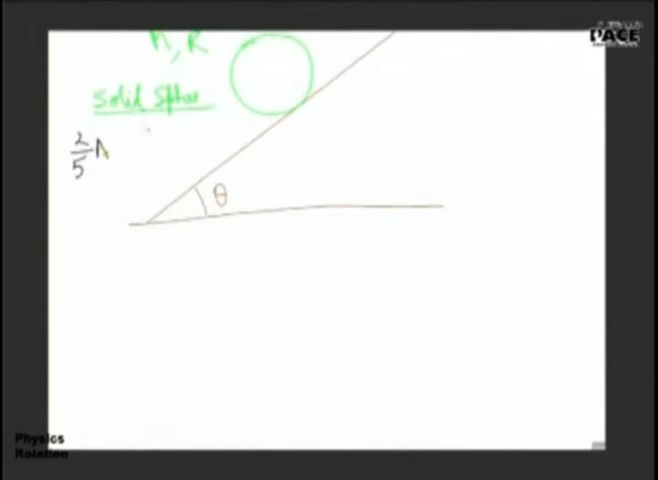 PACE
M, R
Solid Sphere
2/5 M
θ
Physics
Rotation